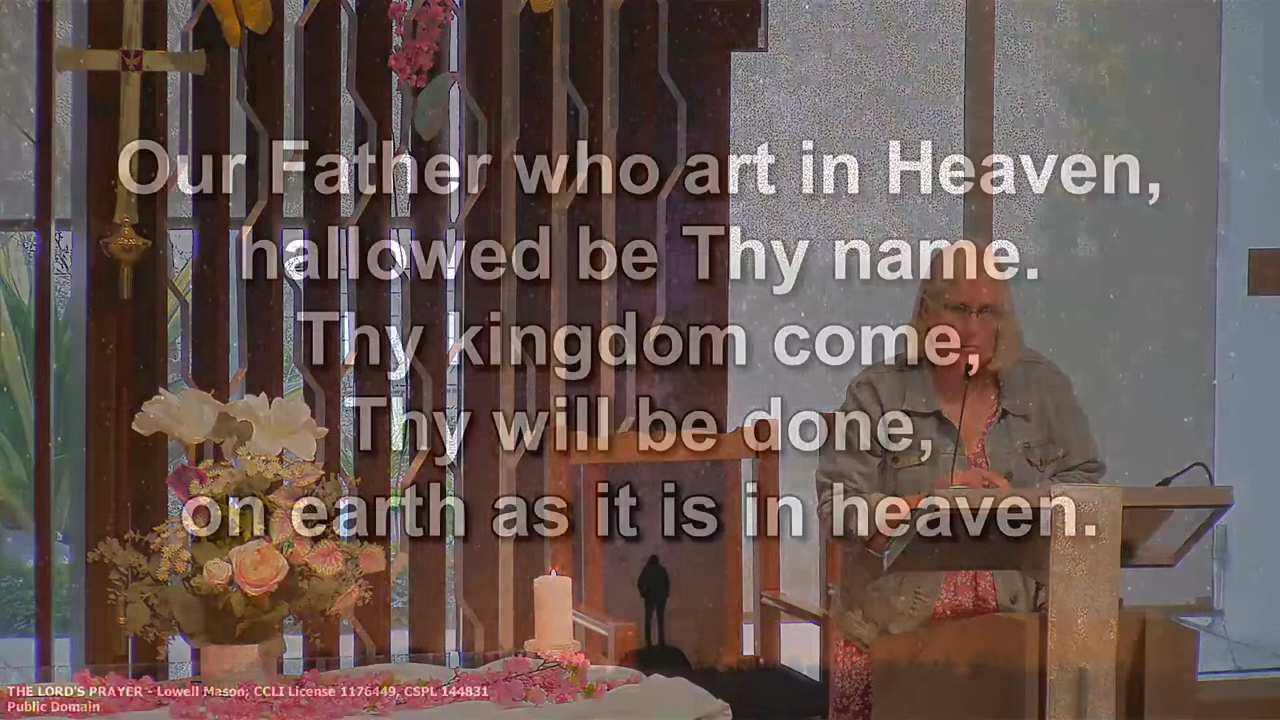 Our Father who art in Heaven,
hallowed be Thy name.
Thy kingdom come,
Thy will be done,
on earth as it is in heaven.
THE LORD'S PRAYER - Lowell Mason; CCLI License 1176449, CSPL 144831
Public Domain